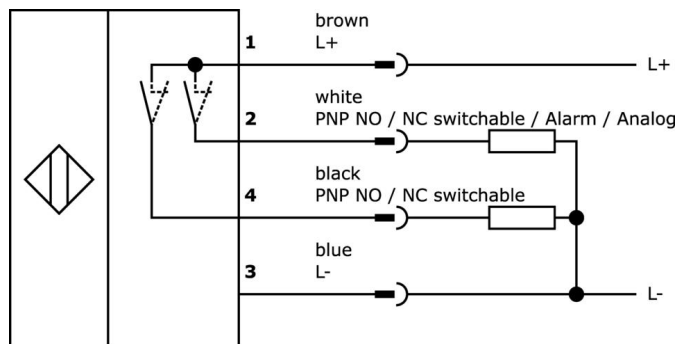 brown
1 L+
L+
white
2 PNP NO / NC switchable / Alarm / Analog
black
4 PNP NO / NC switchable
blue
3 L-
L-